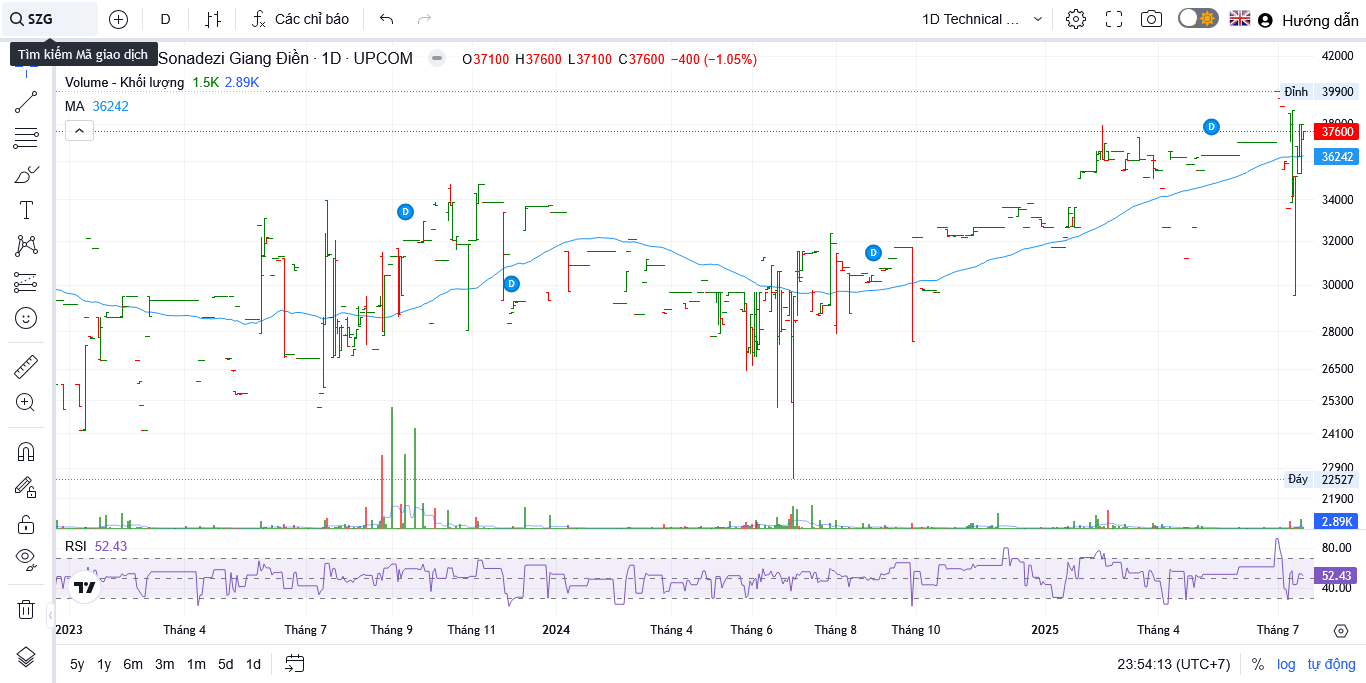 SZG D Các chỉ báo 1D Technical ... Hướng dẫn
Tìm kiếm Mã giao dịch
Sonadezi Giang Điền · 1D · UPCOM O37100 H37600 L37100 C37600 −400 (−1.05%)
Volume - Khối lượng 1.5K 2.89K
MA 36242
42000
Đỉnh 39900
38000
37600
36242
34000
32000
30000
28000
26500
25300
24100
22900
Đáy 22527
21900
2.89K
RSI 52.43
80.00
52.43
40.00
2023 Tháng 4 Tháng 7 Tháng 9 Tháng 11 2024 Tháng 4 Tháng 6 Tháng 8 Tháng 10 2025 Tháng 4 Tháng 7
D
D
D
D
5y 1y 6m 3m 1m 5d 1d 23:54:13 (UTC+7) % log tự động